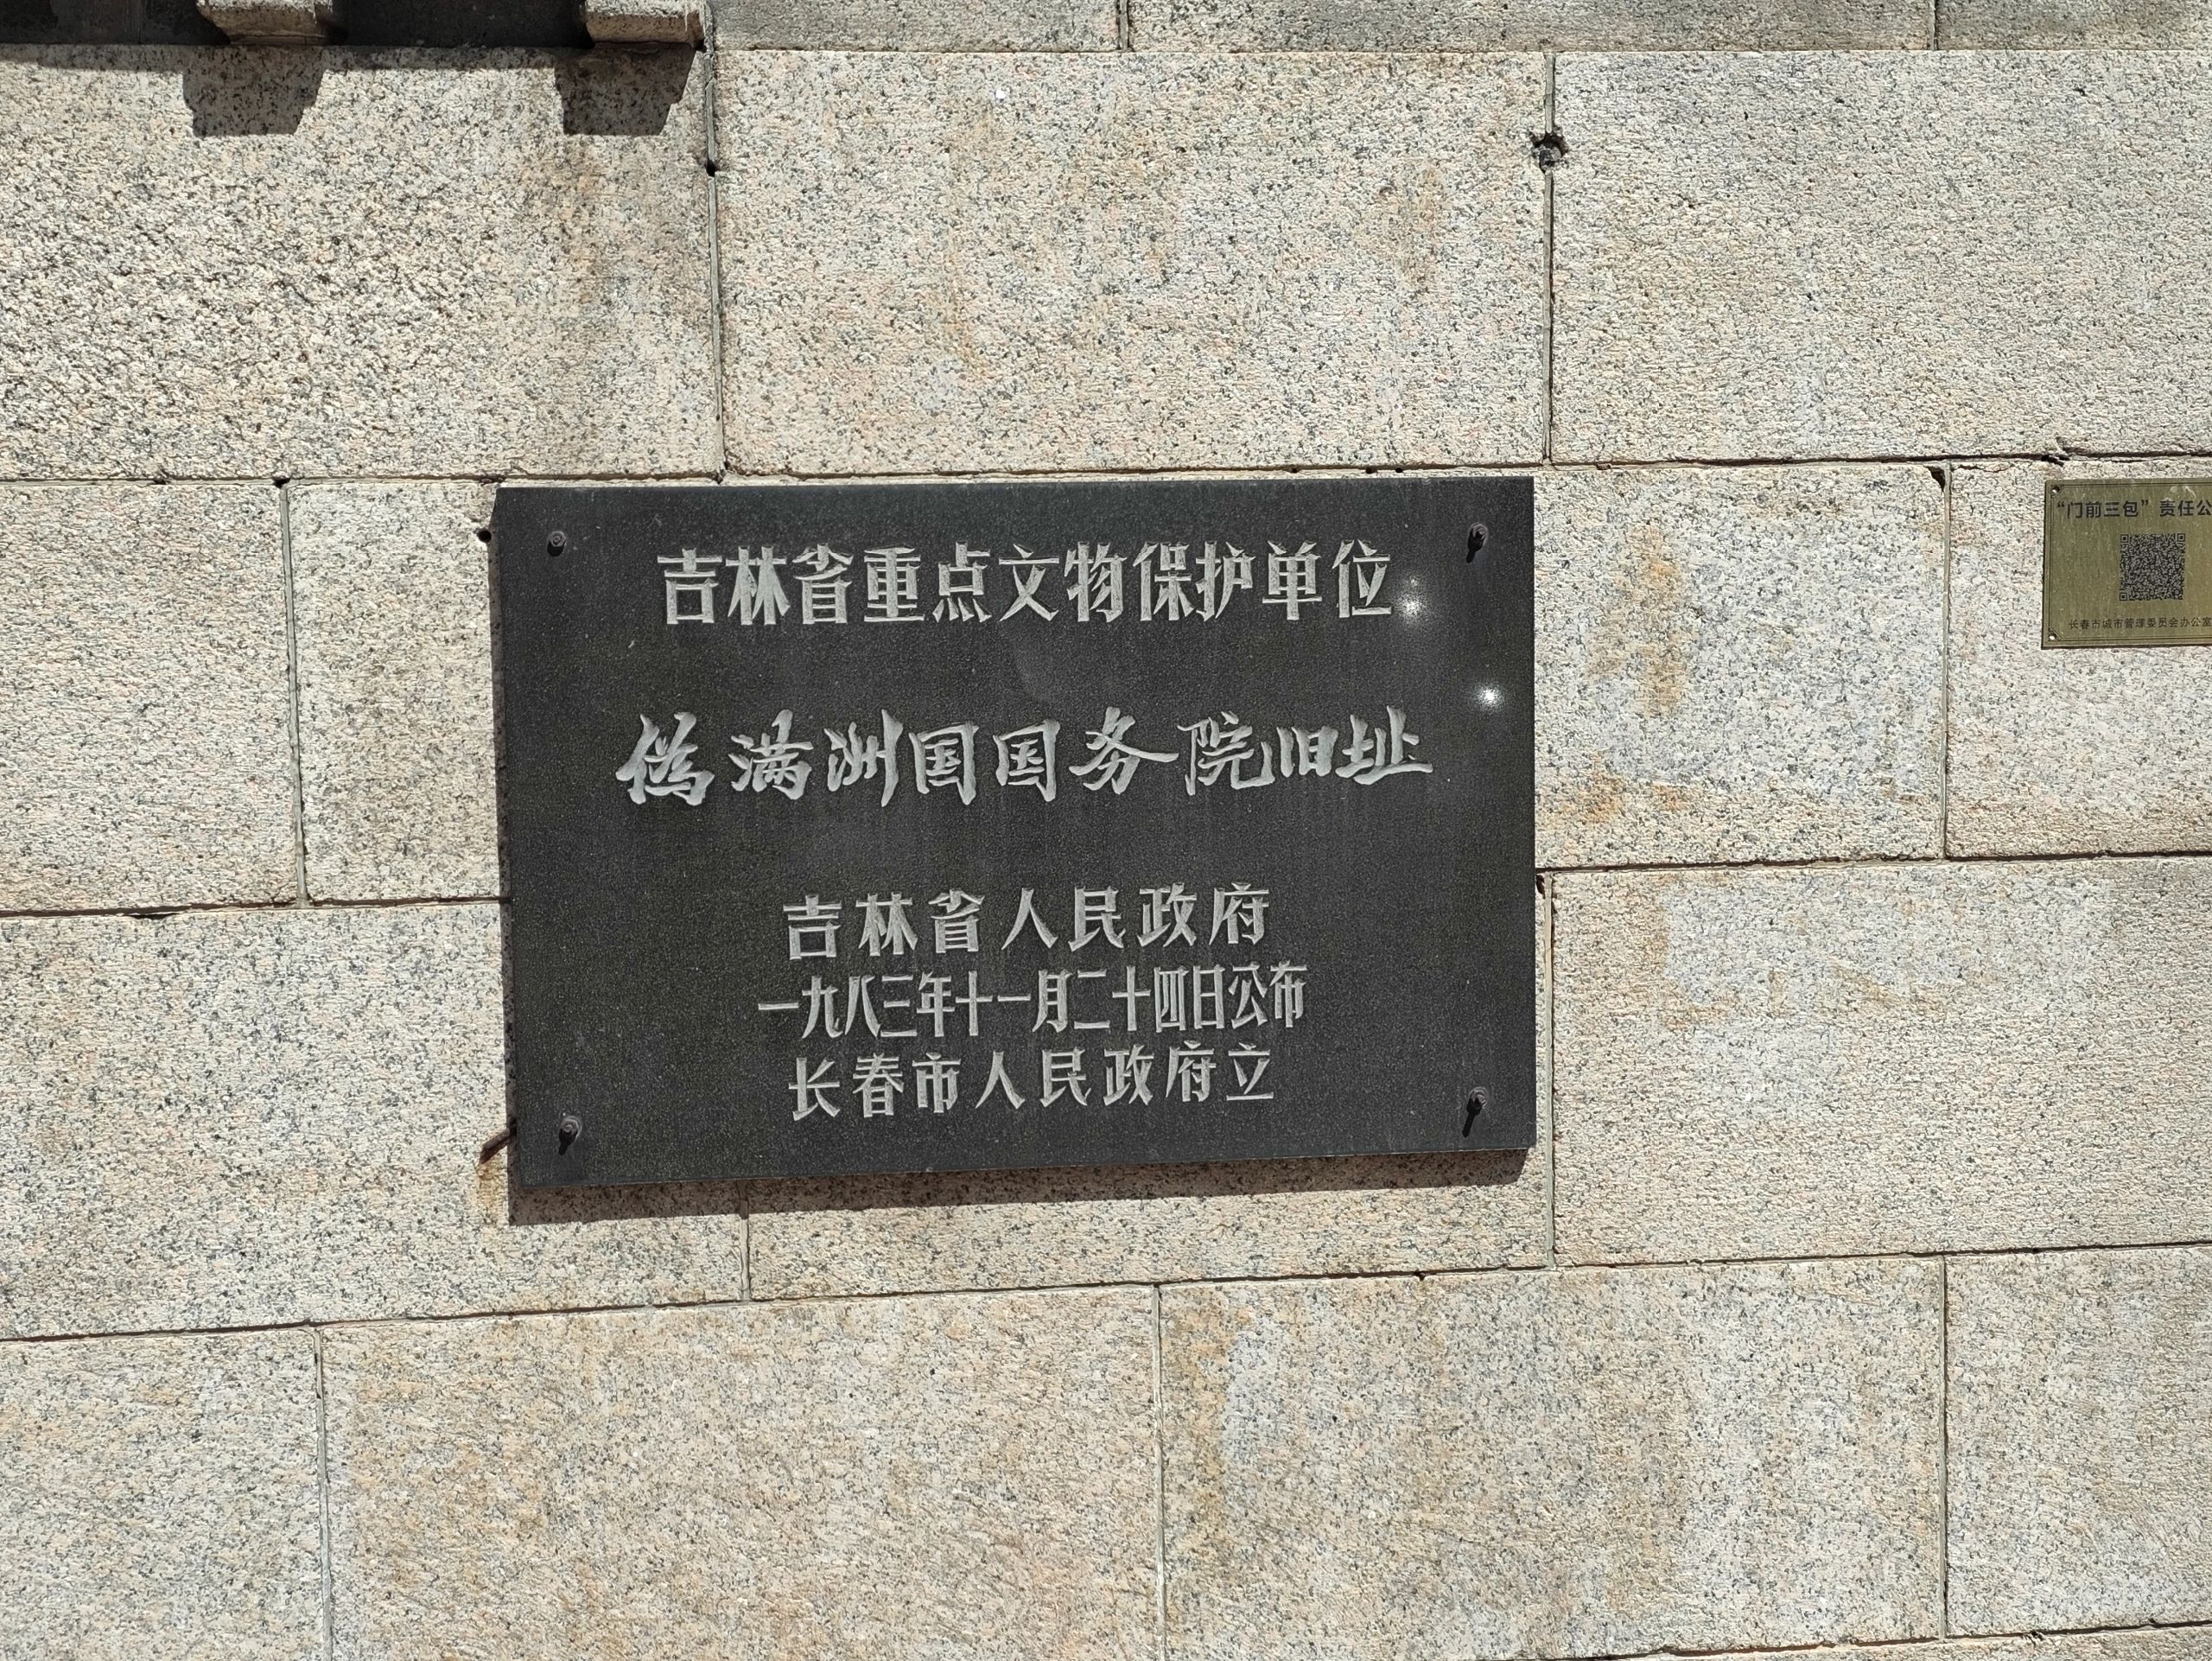 吉林省重点文物保护单位
伪满洲国国务院旧址
吉林省人民政府
一九八三年十一月二十四日公布
长春市人民政府立
“门前三包”责任公
长春市城市管理委员会办公室